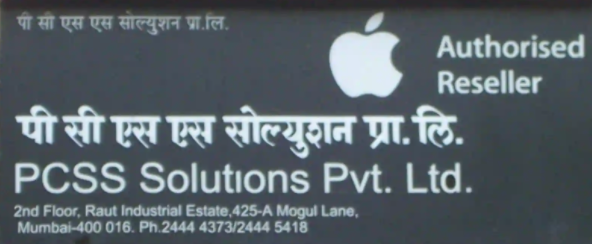 पी सी एस एस सोल्युशन प्रा.लि.
Authorised
Reseller
पी सी एस एस सोल्युशन प्रा. लि.
PCSS Solutions Pvt. Ltd.
2nd Floor, Raut Industrial Estate,425-A Mogul Lane,
Mumbai-400 016. Ph.2444 4373/2444 5418